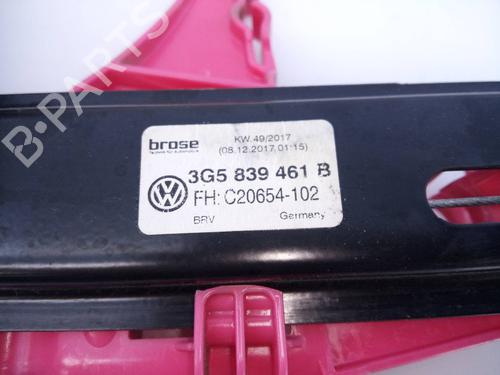 brose
KW.49/2017
(08.12.2017 01:15)
3G5 839 461 B
FH: C20654-102
BRV
Germany
B-PARTS